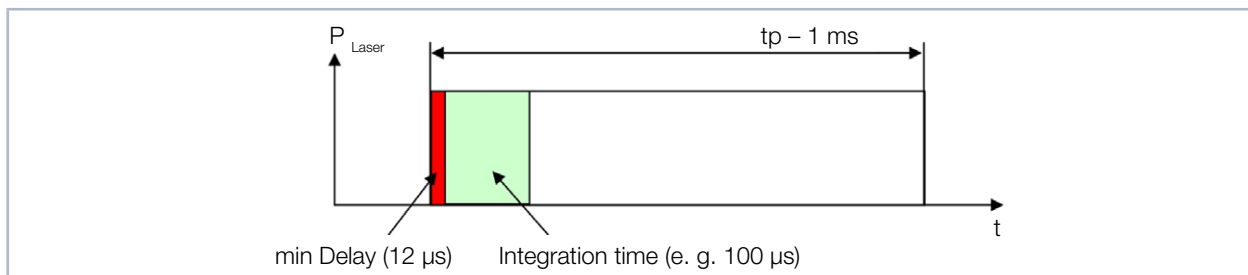 P Laser
tp – 1 ms
t
min Delay (12 µs)
Integration time (e. g. 100 µs)